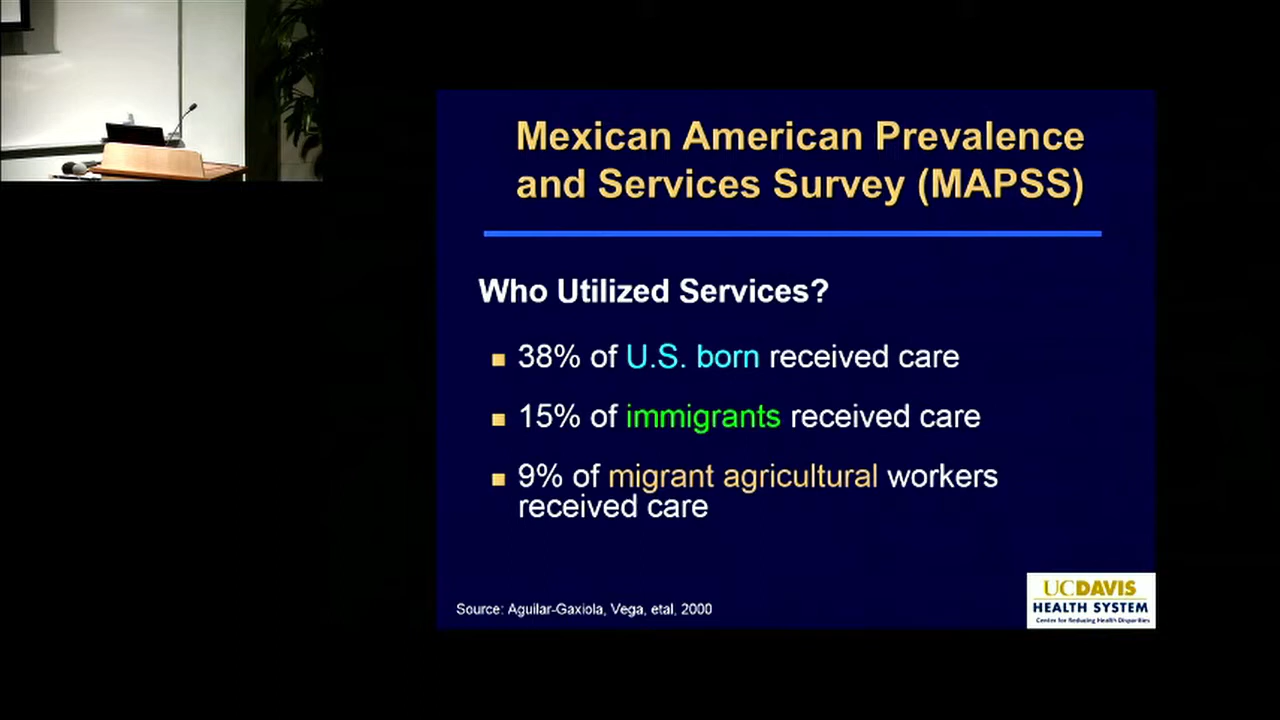 Mexican American Prevalence
and Services Survey (MAPSS)
Who Utilized Services?
38% of U.S. born received care
15% of immigrants received care
9% of migrant agricultural workers
received care
Source: Aguilar-Gaxiola, Vega, etal, 2000
UCDAVIS
HEALTH SYSTEM
Center for Reducing Health Disparities